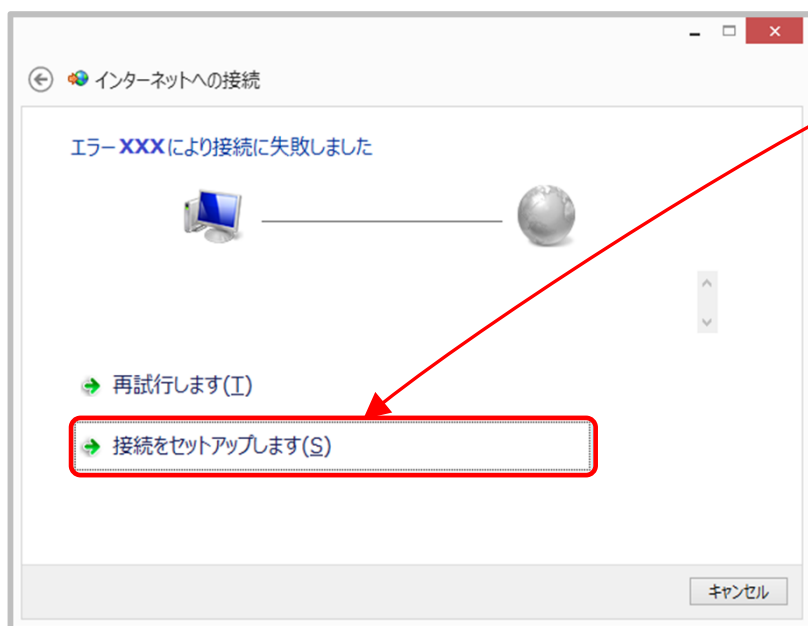 インターネットへの接続
エラー XXX により接続に失敗しました
再試行します(T)
接続をセットアップします(S)
キャンセル